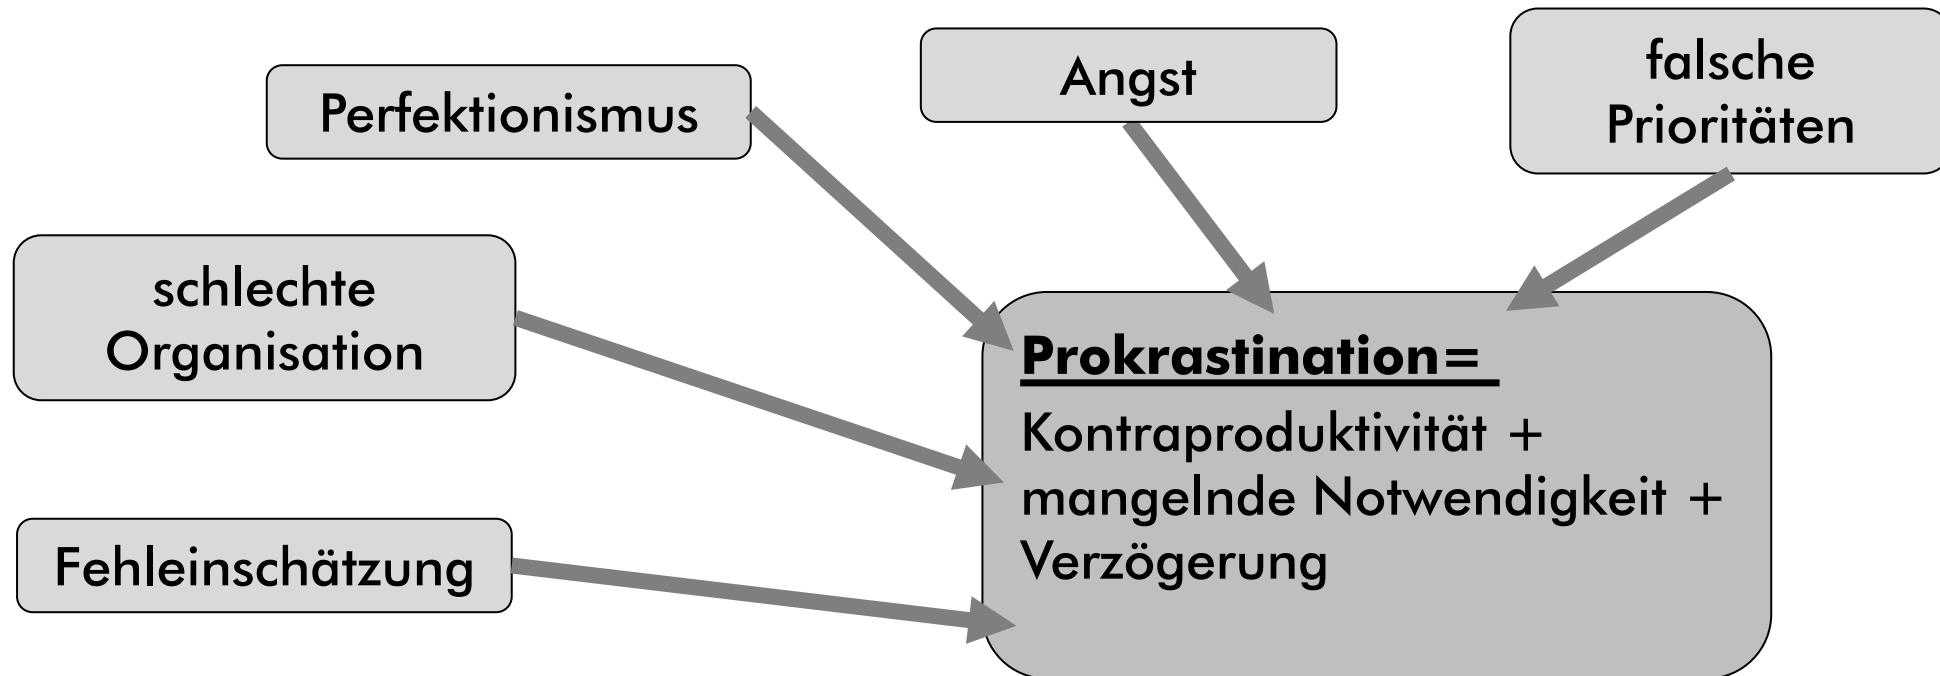 Perfektionismus
Angst
falsche
Prioritäten
schlechte
Organisation
Fehleinschätzung
Prokrastination=
Kontraproduktivität +
mangelnde Notwendigkeit +
Verzögerung